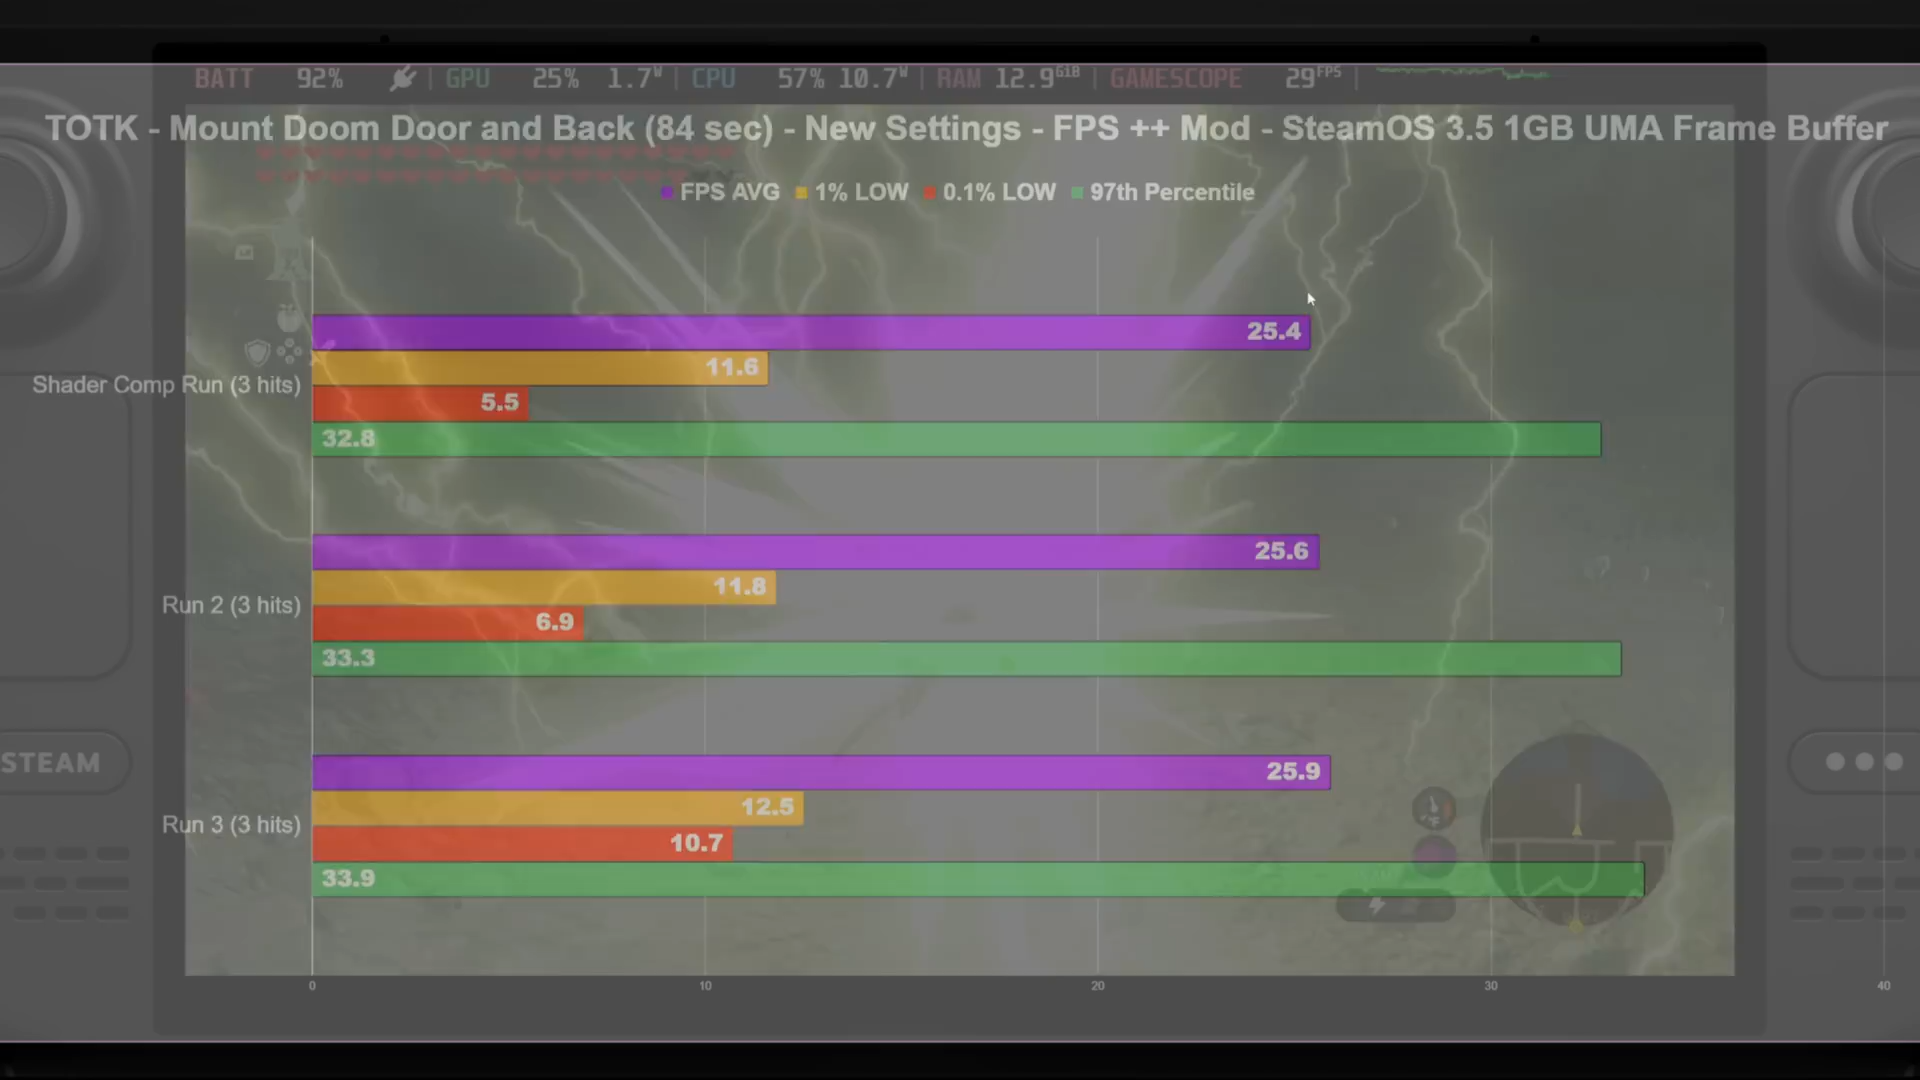 BATT 92% | GPU 25% 1.7W | CPU 57% 10.7W | RAM 12.9GiB | GAMESCOPE 29FPS |
TOTK - Mount Doom Door and Back (84 sec) - New Settings - FPS ++ Mod - SteamOS 3.5 1GB UMA Frame Buffer
FPS AVG 1% LOW 0.1% LOW 97th Percentile
25.4
11.6
Shader Comp Run (3 hits)
5.5
32.8
25.6
11.8
Run 2 (3 hits)
6.9
33.3
STEAM
25.9
12.5
Run 3 (3 hits)
10.7
33.9
0 10 20 30 40